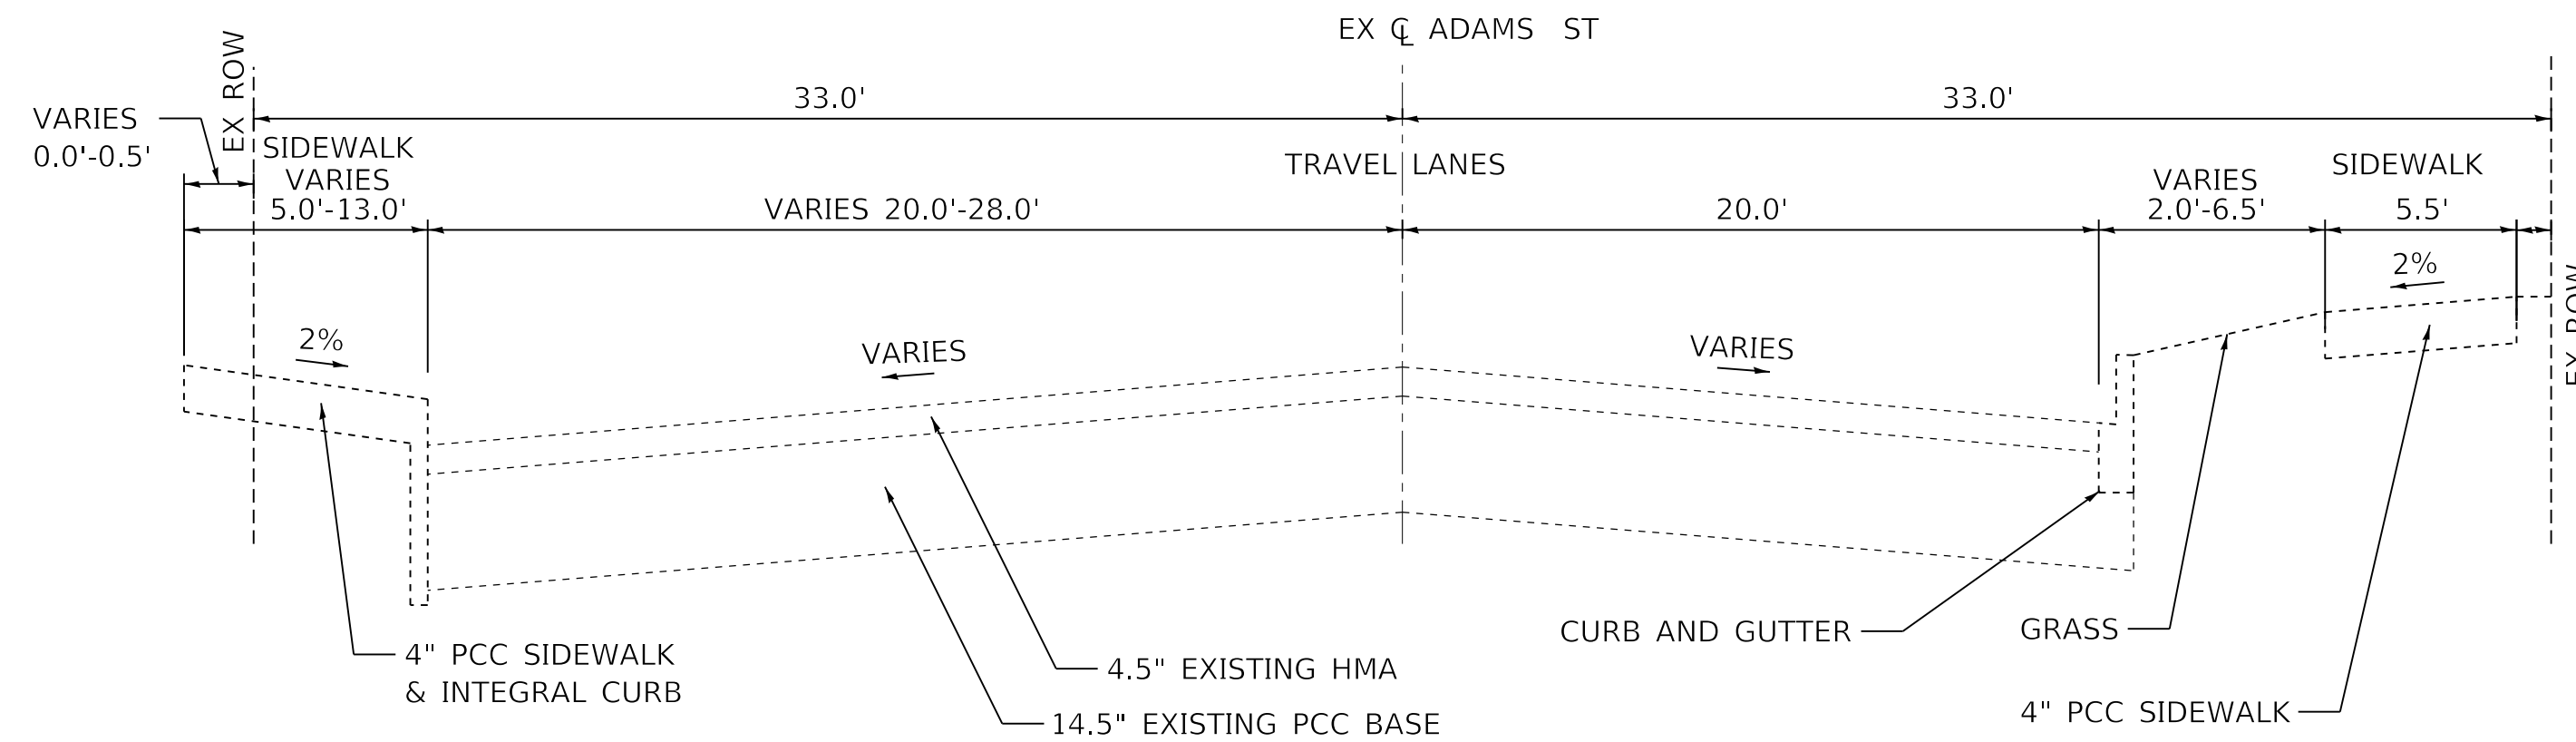 EX ℄ ADAMS ST
EX ROW
33.0'
33.0'
VARIES
0.0'-0.5'
SIDEWALK
VARIES
5.0'-13.0'
TRAVEL LANES
VARIES 20.0'-28.0'
20.0'
VARIES
2.0'-6.5'
SIDEWALK
5.5'
2%
EX ROW
2%
VARIES
VARIES
CURB AND GUTTER
GRASS
4" PCC SIDEWALK
& INTEGRAL CURB
4.5" EXISTING HMA
14.5" EXISTING PCC BASE
4" PCC SIDEWALK